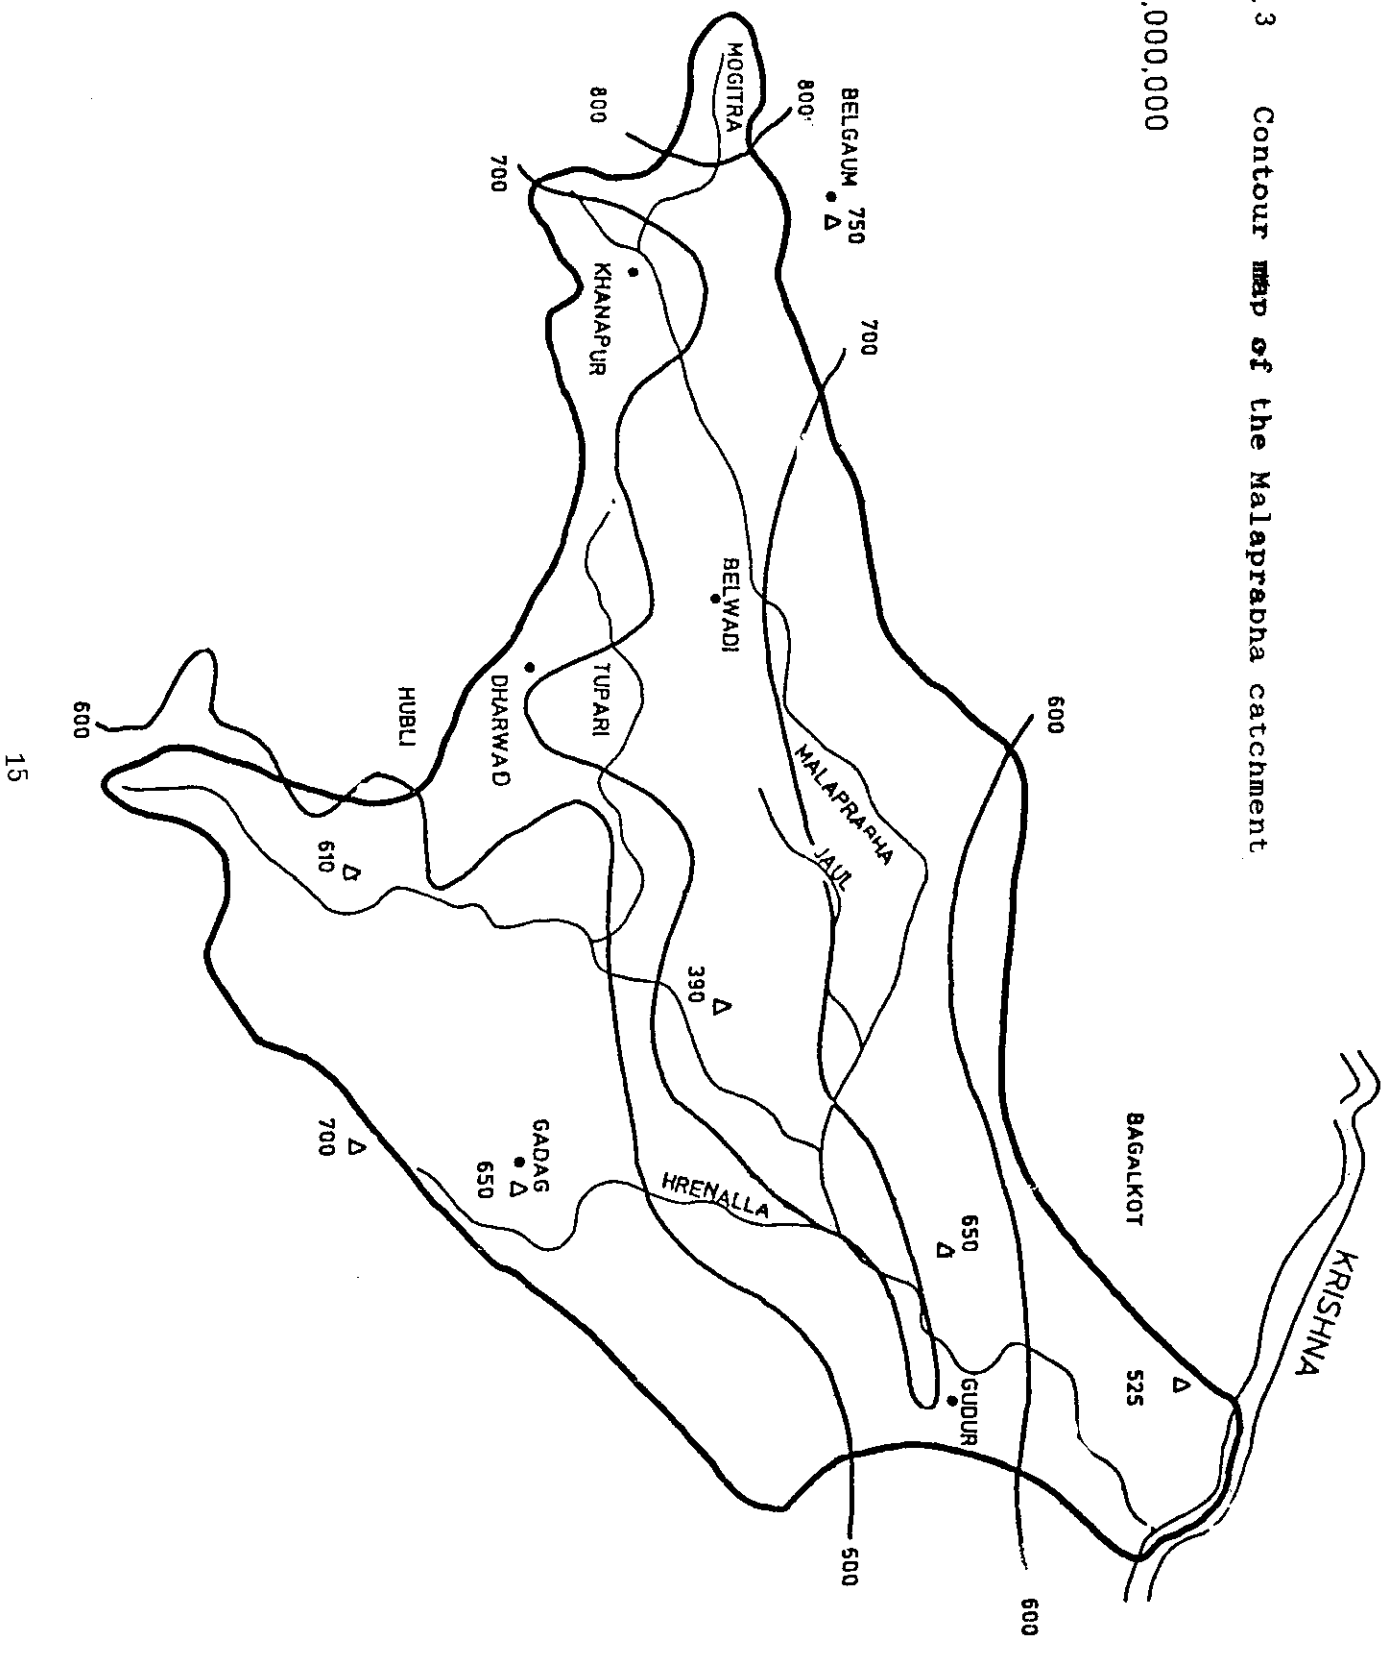 .3 Contour map of the Malaprabha catchment
,000,000
KRISHNA
BAGALKOT
525
600
650
GUDUR
600
500
BELGAUM
750
800
800
MOGITRA
700
700
KHANAPUR
BELWADI
MALAPRABHA
JAUL
TUPARI
DHARWAD
HUBLI
600
610
390
HRENALLA
GADAG
650
700
15